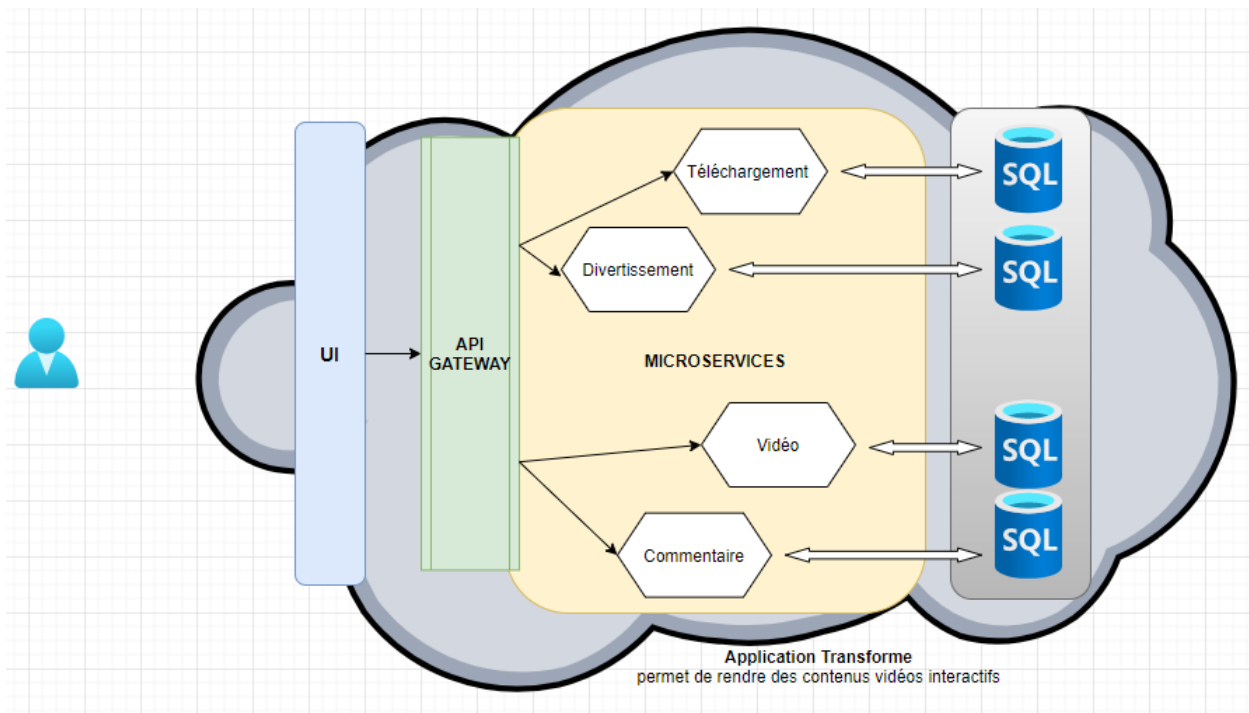 Téléchargement
SQL
Divertissement
SQL
UI
API
GATEWAY
MICROSERVICES
Vidéo
SQL
Commentaire
SQL
Application Transforme
permet de rendre des contenus vidéos interactifs